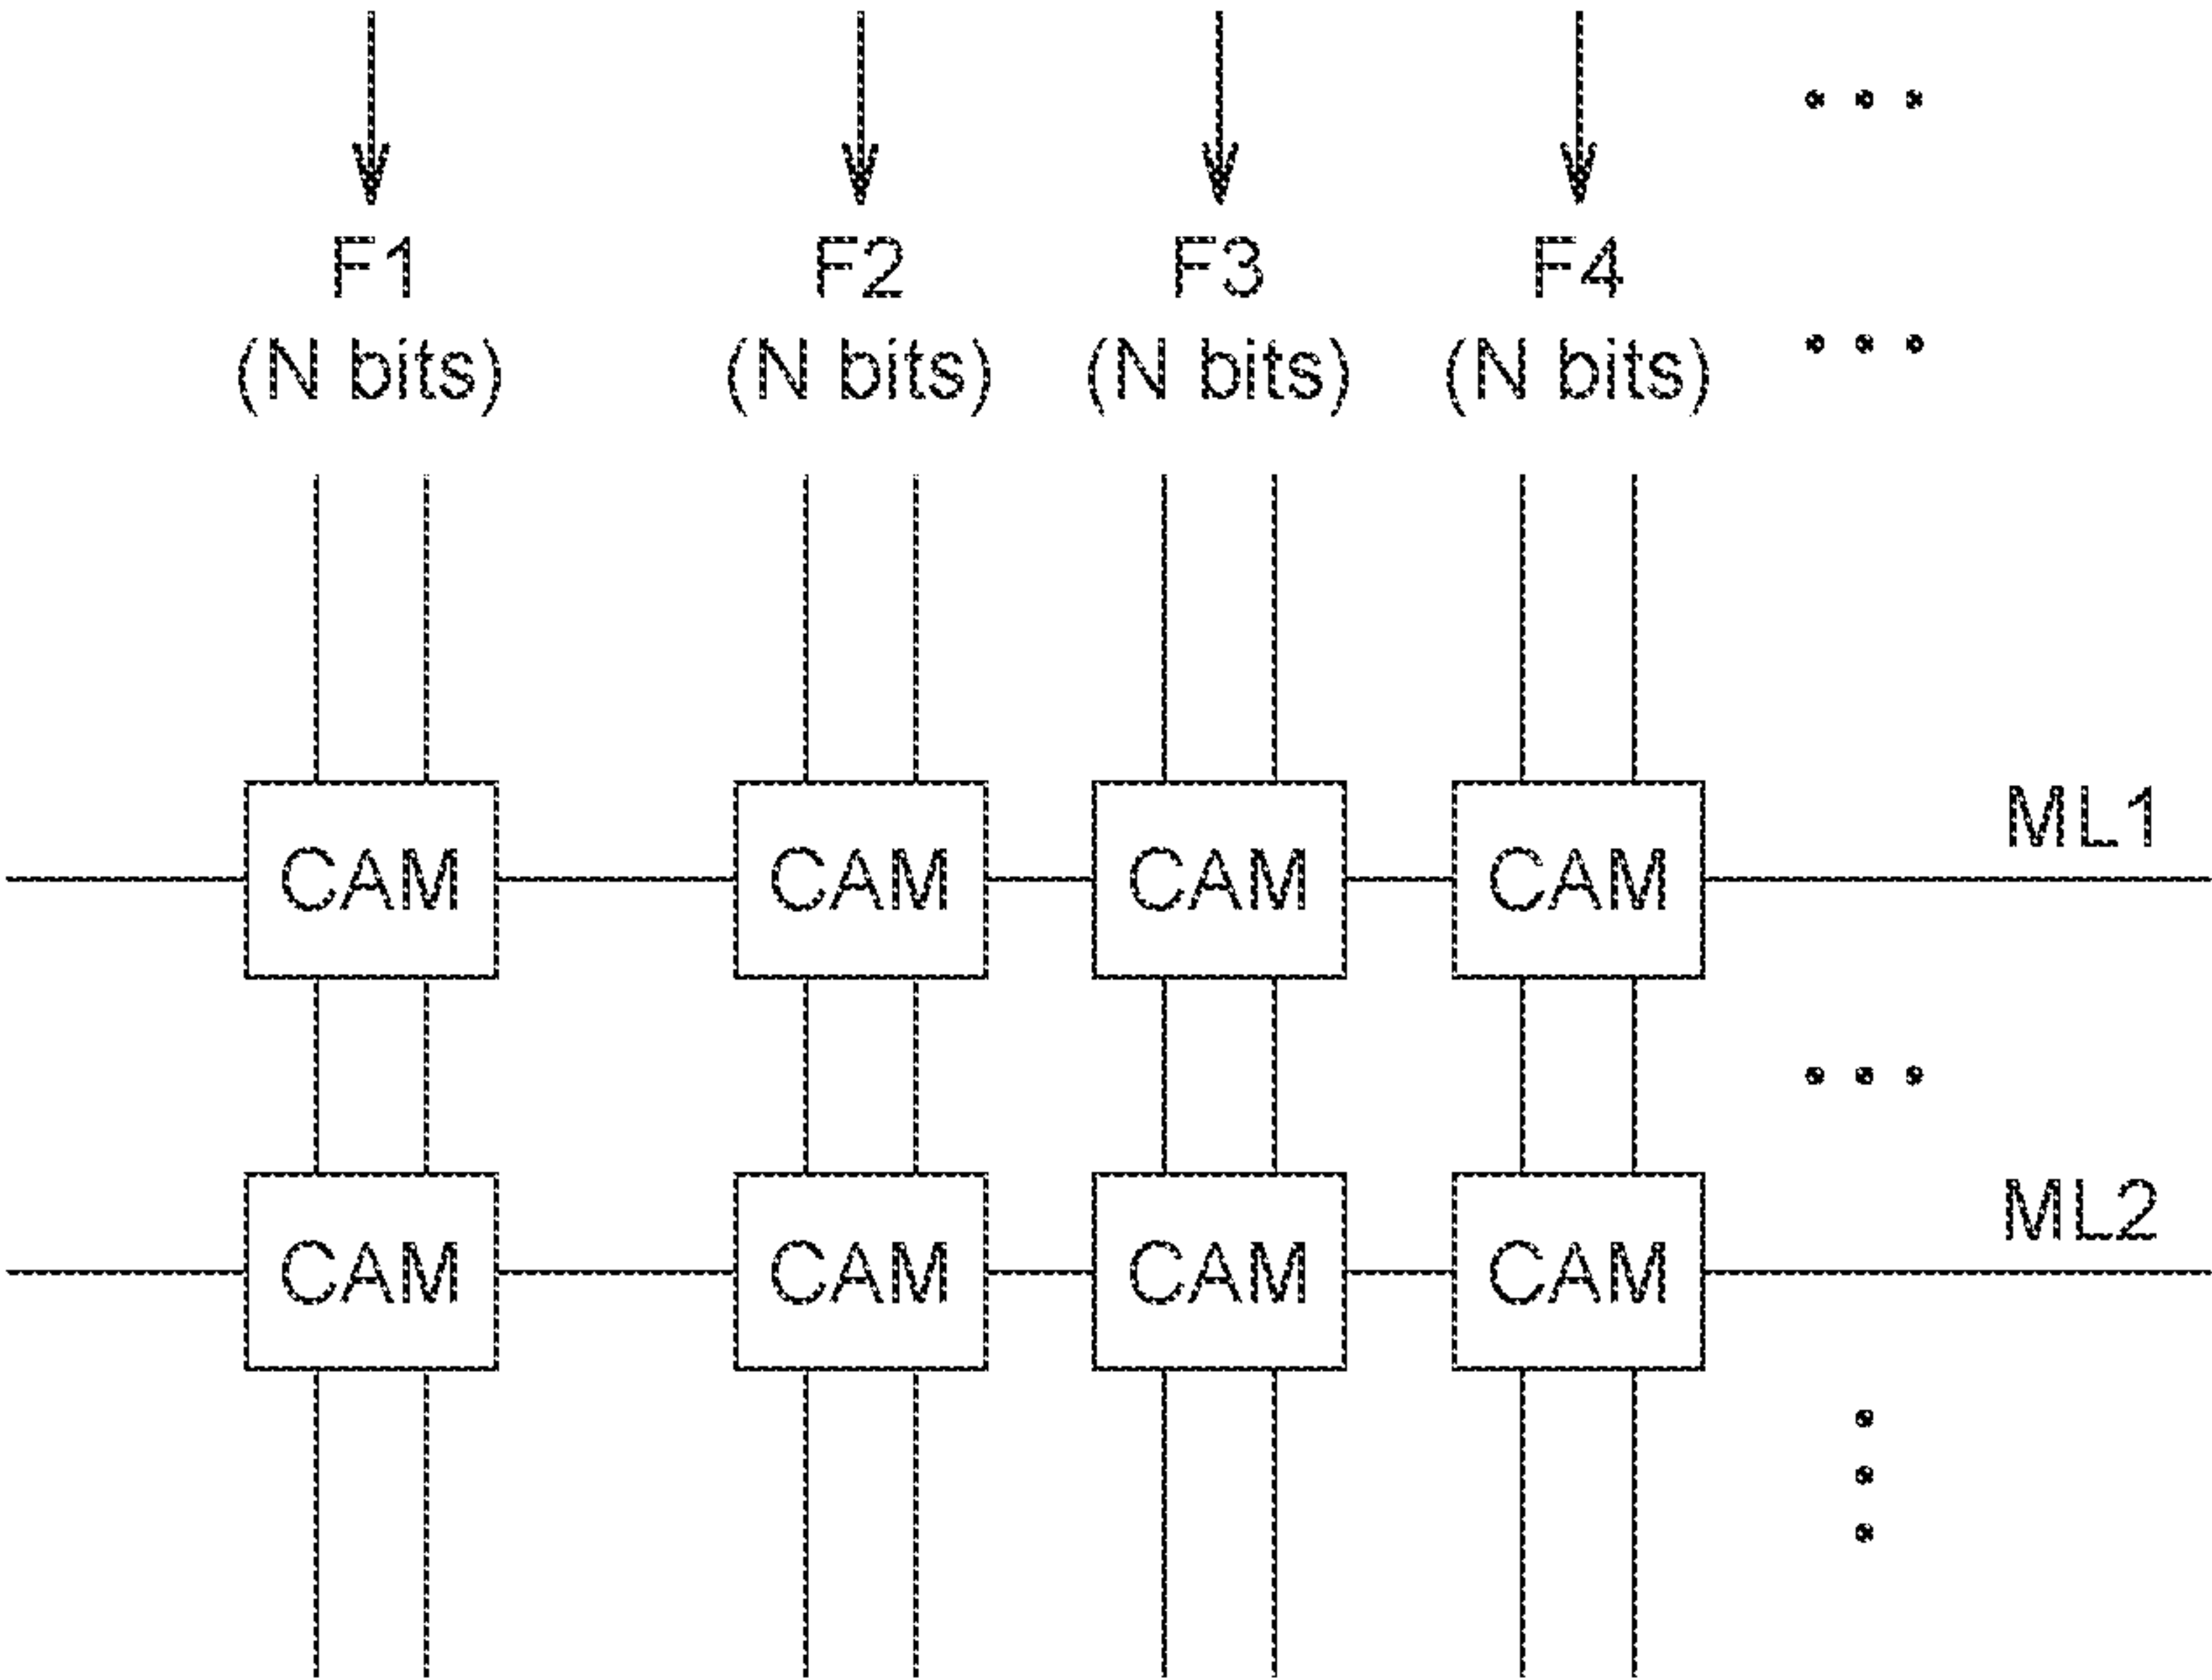 F1 F2 F3 F4 • • •
(N bits) (N bits) (N bits) (N bits) • • •
CAM CAM CAM CAM ML1
• • •
CAM CAM CAM CAM ML2